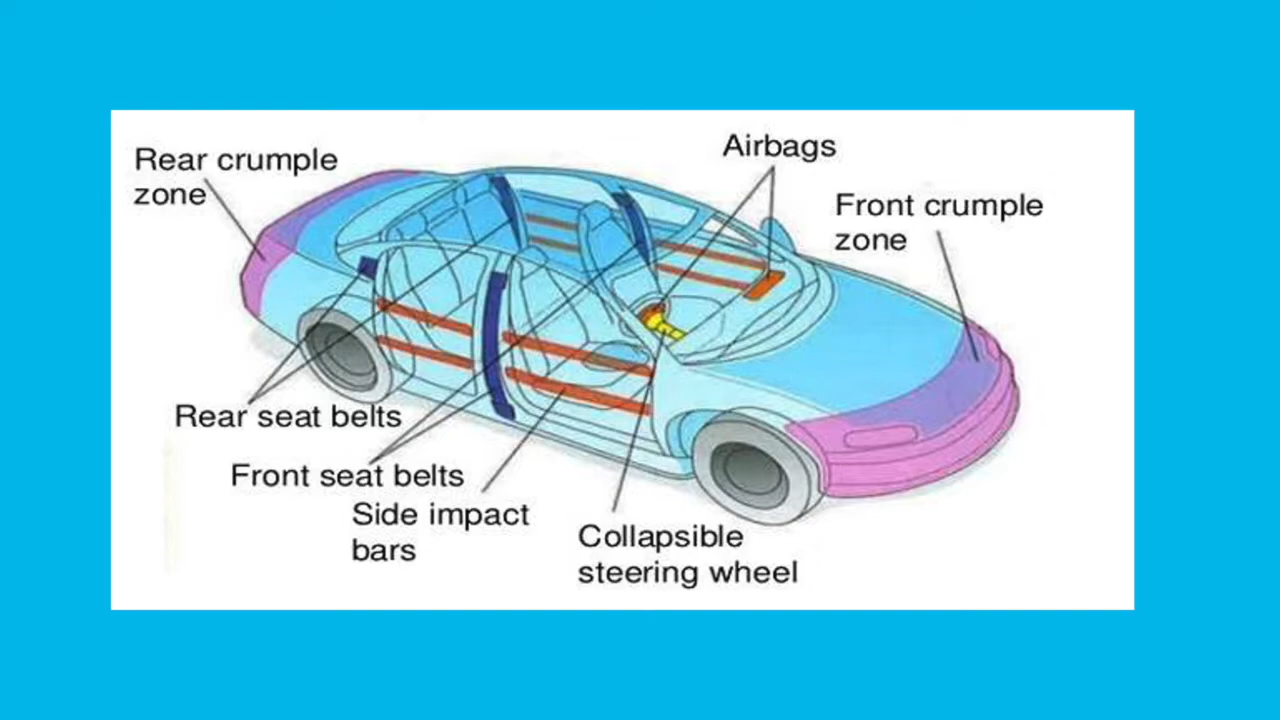 Rear crumple
zone
Airbags
Front crumple
zone
Rear seat belts
Front seat belts
Side impact
bars
Collapsible
steering wheel